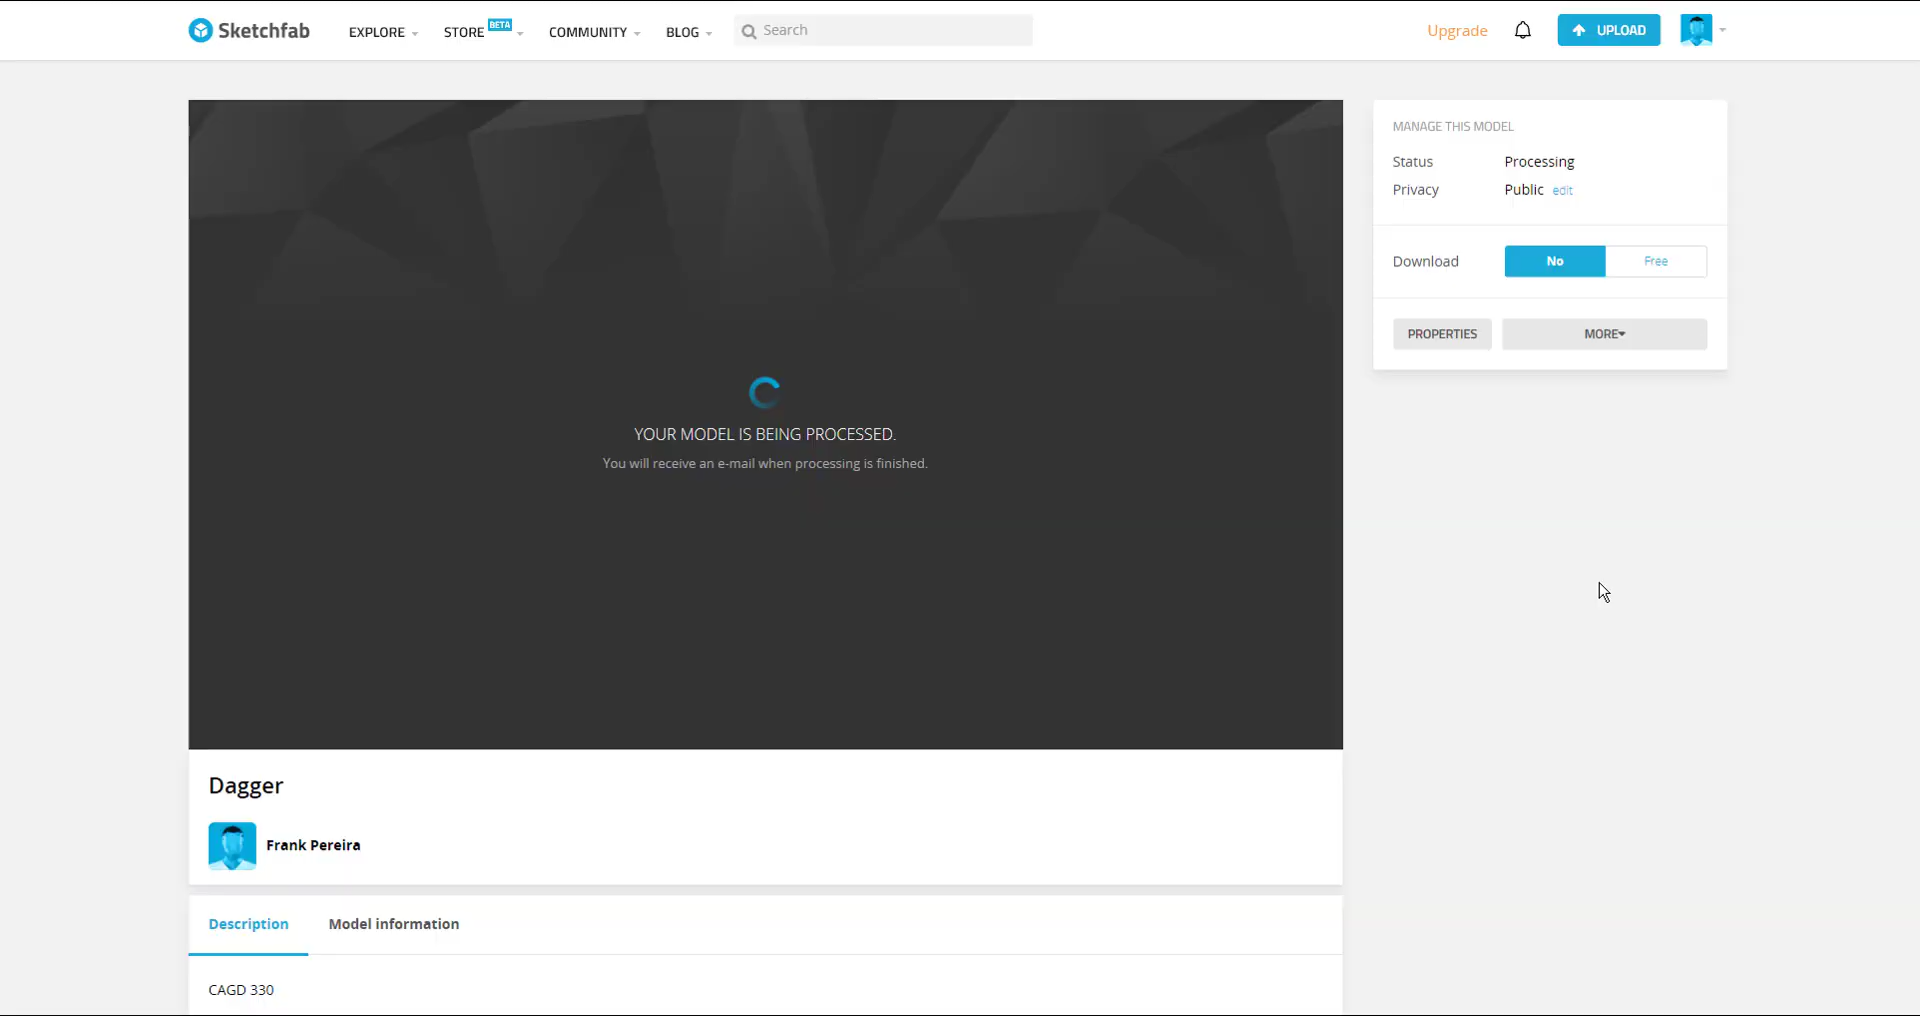 Sketchfab EXPLORE STORE BETA COMMUNITY BLOG Search Upgrade UPLOAD
MANAGE THIS MODEL
Status Processing
Privacy Public edit
Download No Free
PROPERTIES MORE
YOUR MODEL IS BEING PROCESSED.
You will receive an e-mail when processing is finished.
Dagger
Frank Pereira
Description Model information
CAGD 330